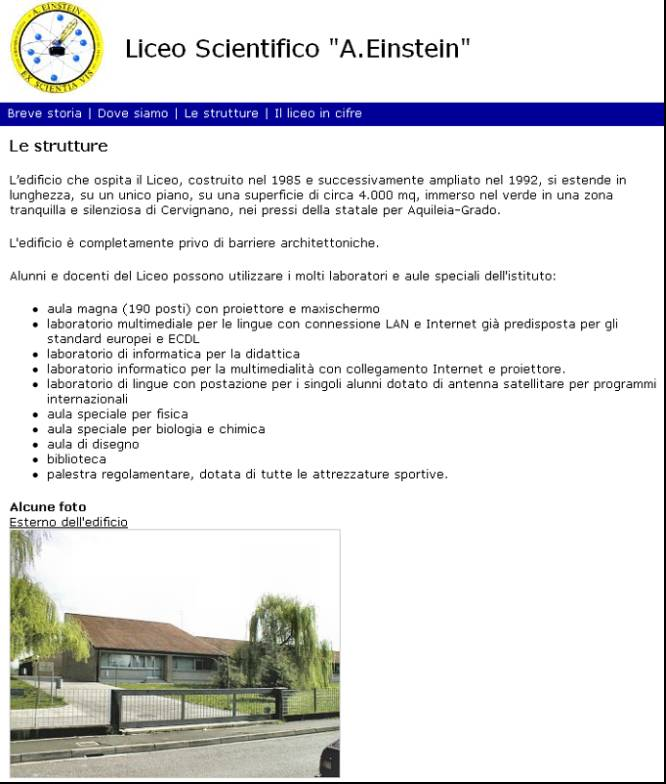 A. EINSTEIN
EX SCIENTIA VIS
Liceo Scientifico "A.Einstein"
Breve storia | Dove siamo | Le strutture | Il liceo in cifre
Le strutture
L'edificio che ospita il Liceo, costruito nel 1985 e successivamente ampliato nel 1992, si estende in
lunghezza, su un unico piano, su una superficie di circa 4.000 mq, immerso nel verde in una zona
tranquilla e silenziosa di Cervignano, nei pressi della statale per Aquileia-Grado.
L'edificio è completamente privo di barriere architettoniche.
Alunni e docenti del Liceo possono utilizzare i molti laboratori e aule speciali dell'istituto:
• aula magna (190 posti) con proiettore e maxischermo
• laboratorio multimediale per le lingue con connessione LAN e Internet già predisposta per gli
standard europei e ECDL
• laboratorio di informatica per la didattica
• laboratorio informatico per la multimedialità con collegamento Internet e proiettore.
• laboratorio di lingue con postazione per i singoli alunni dotato di antenna satellitare per programmi
internazionali
• aula speciale per fisica
• aula speciale per biologia e chimica
• aula di disegno
• biblioteca
• palestra regolamentare, dotata di tutte le attrezzature sportive.
Alcune foto
Esterno dell'edificio